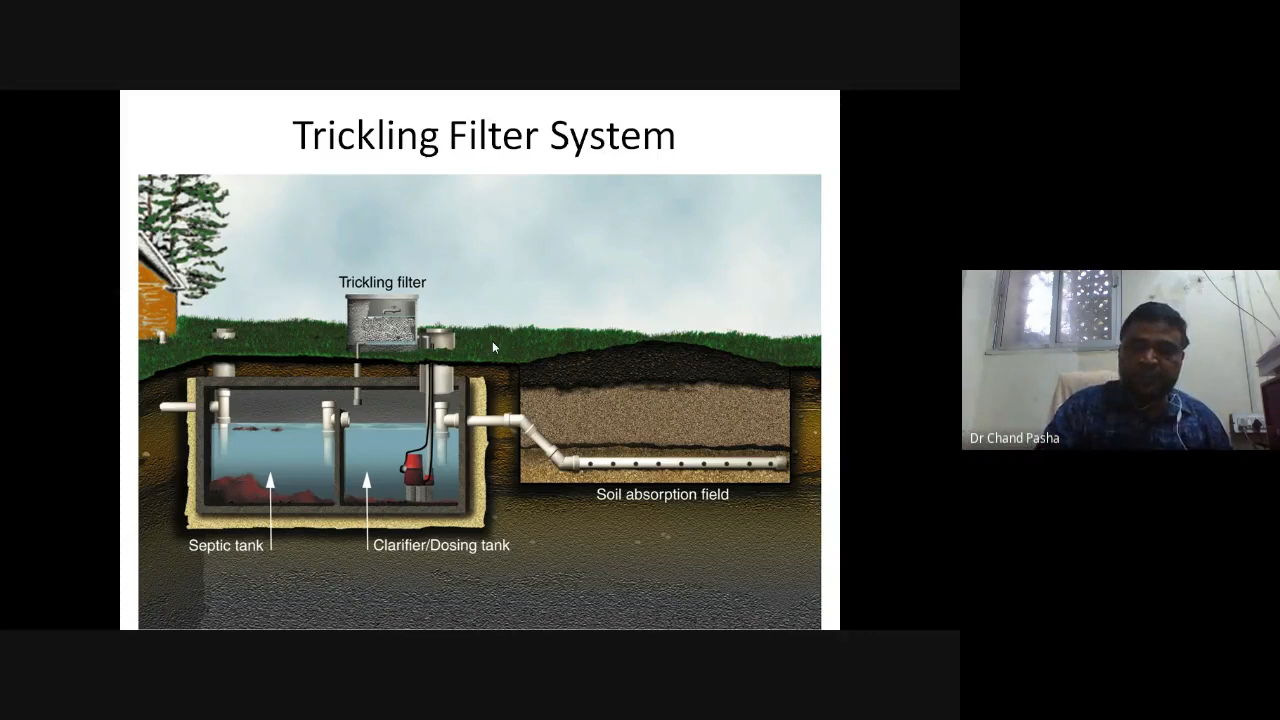 Trickling Filter System
Trickling filter
Soil absorption field
Septic tank
Clarifier/Dosing tank
Dr Chand Pasha